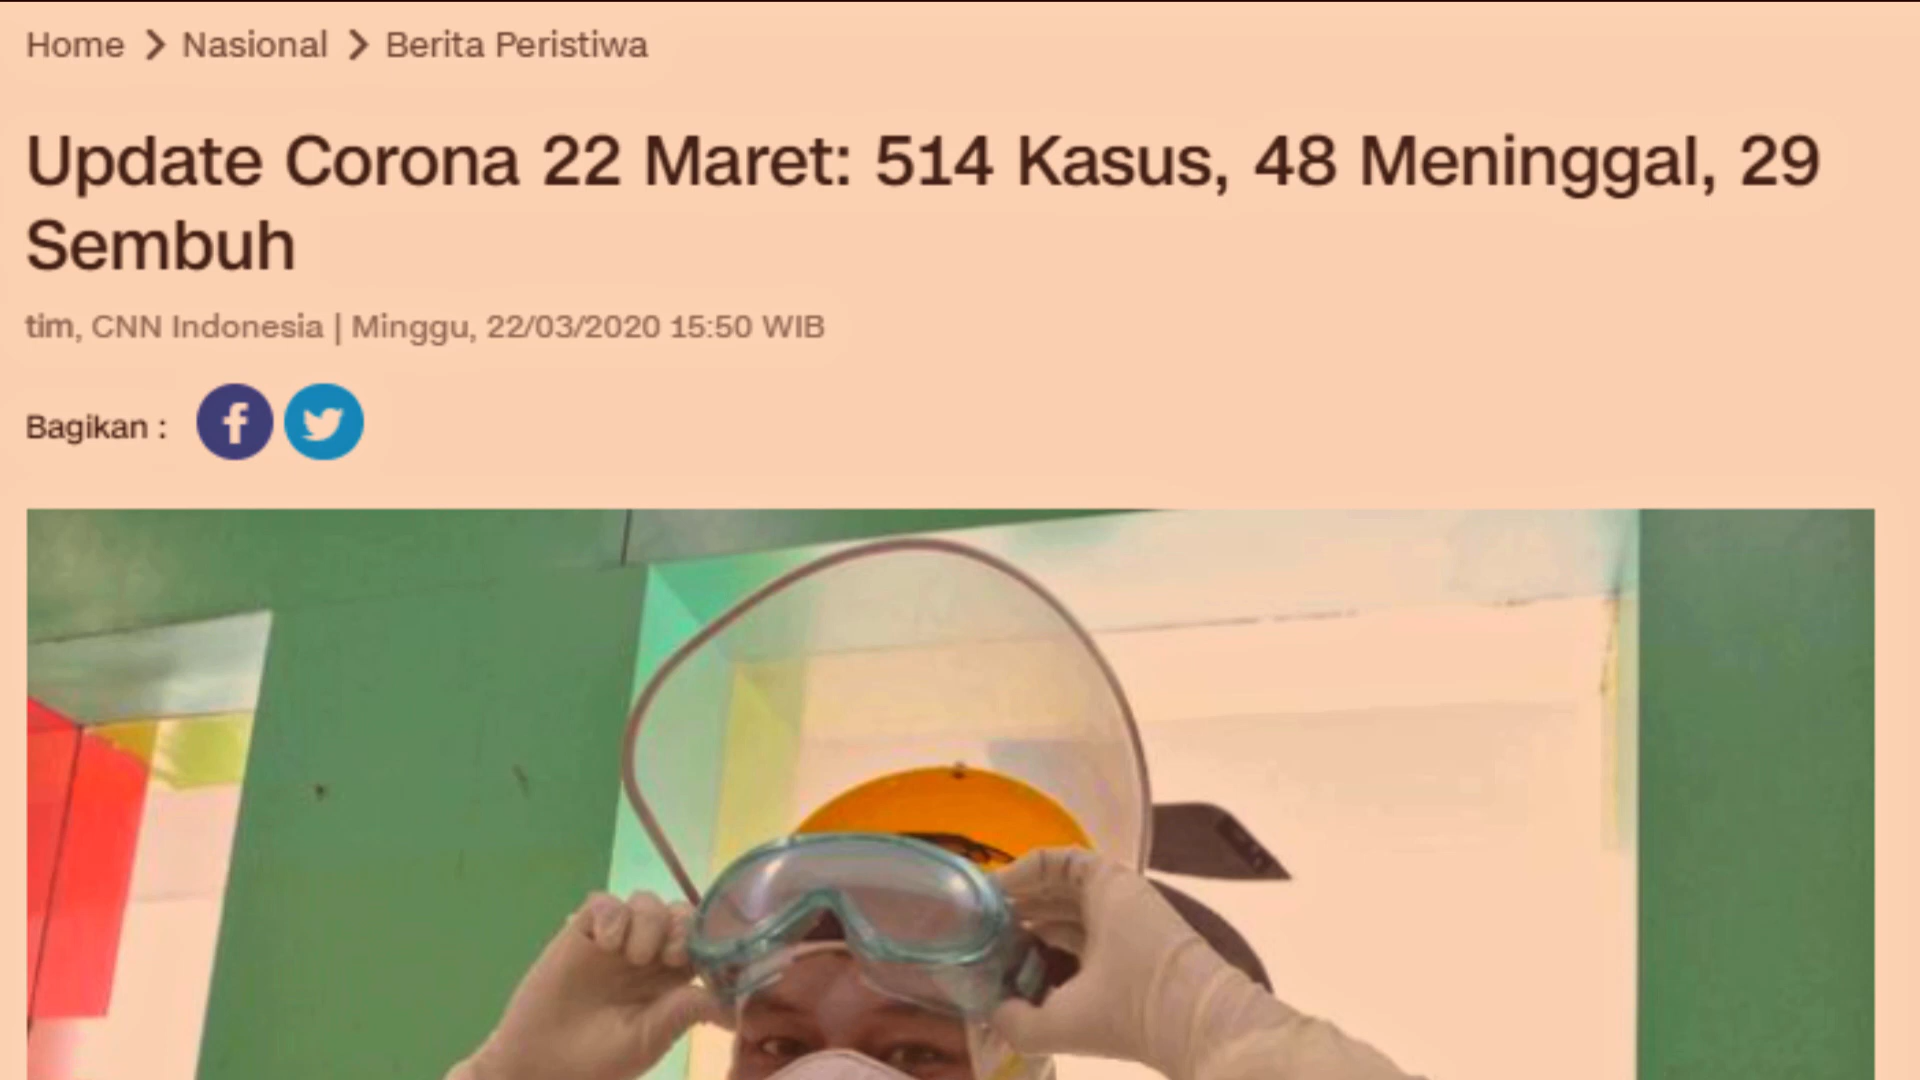 Home > Nasional > Berita Peristiwa
Update Corona 22 Maret: 514 Kasus, 48 Meninggal, 29
Sembuh
tim, CNN Indonesia | Minggu, 22/03/2020 15:50 WIB
Bagikan :